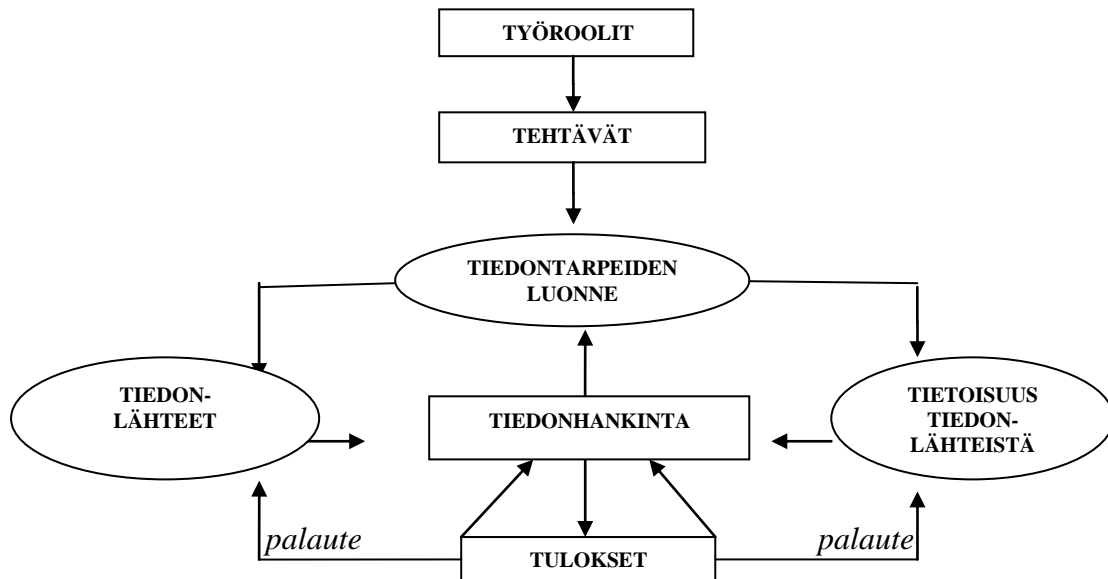 TYÖROOLIT
TEHTÄVÄT
TIEDONTARPEIDEN
LUONNE
TIEDON-
LÄHTEET
TIEDONHANKINTA
TIETOISUUS
TIEDON-
LÄHTEISTÄ
palaute
TULOKSET
palaute